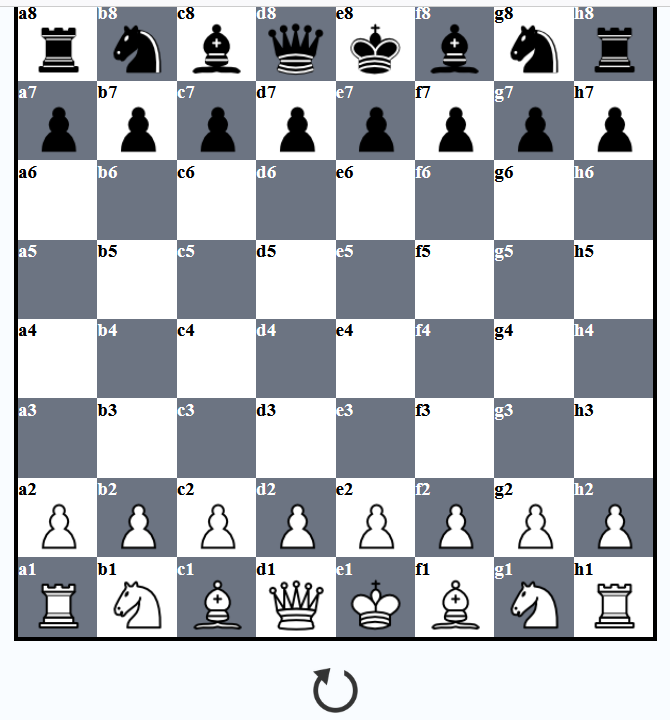 a8 b8 c8 d8 e8 f8 g8 h8
a7 b7 c7 d7 e7 f7 g7 h7
a6 b6 c6 d6 e6 f6 g6 h6
a5 b5 c5 d5 e5 f5 g5 h5
a4 b4 c4 d4 e4 f4 g4 h4
a3 b3 c3 d3 e3 f3 g3 h3
a2 b2 c2 d2 e2 f2 g2 h2
a1 b1 c1 d1 e1 f1 g1 h1